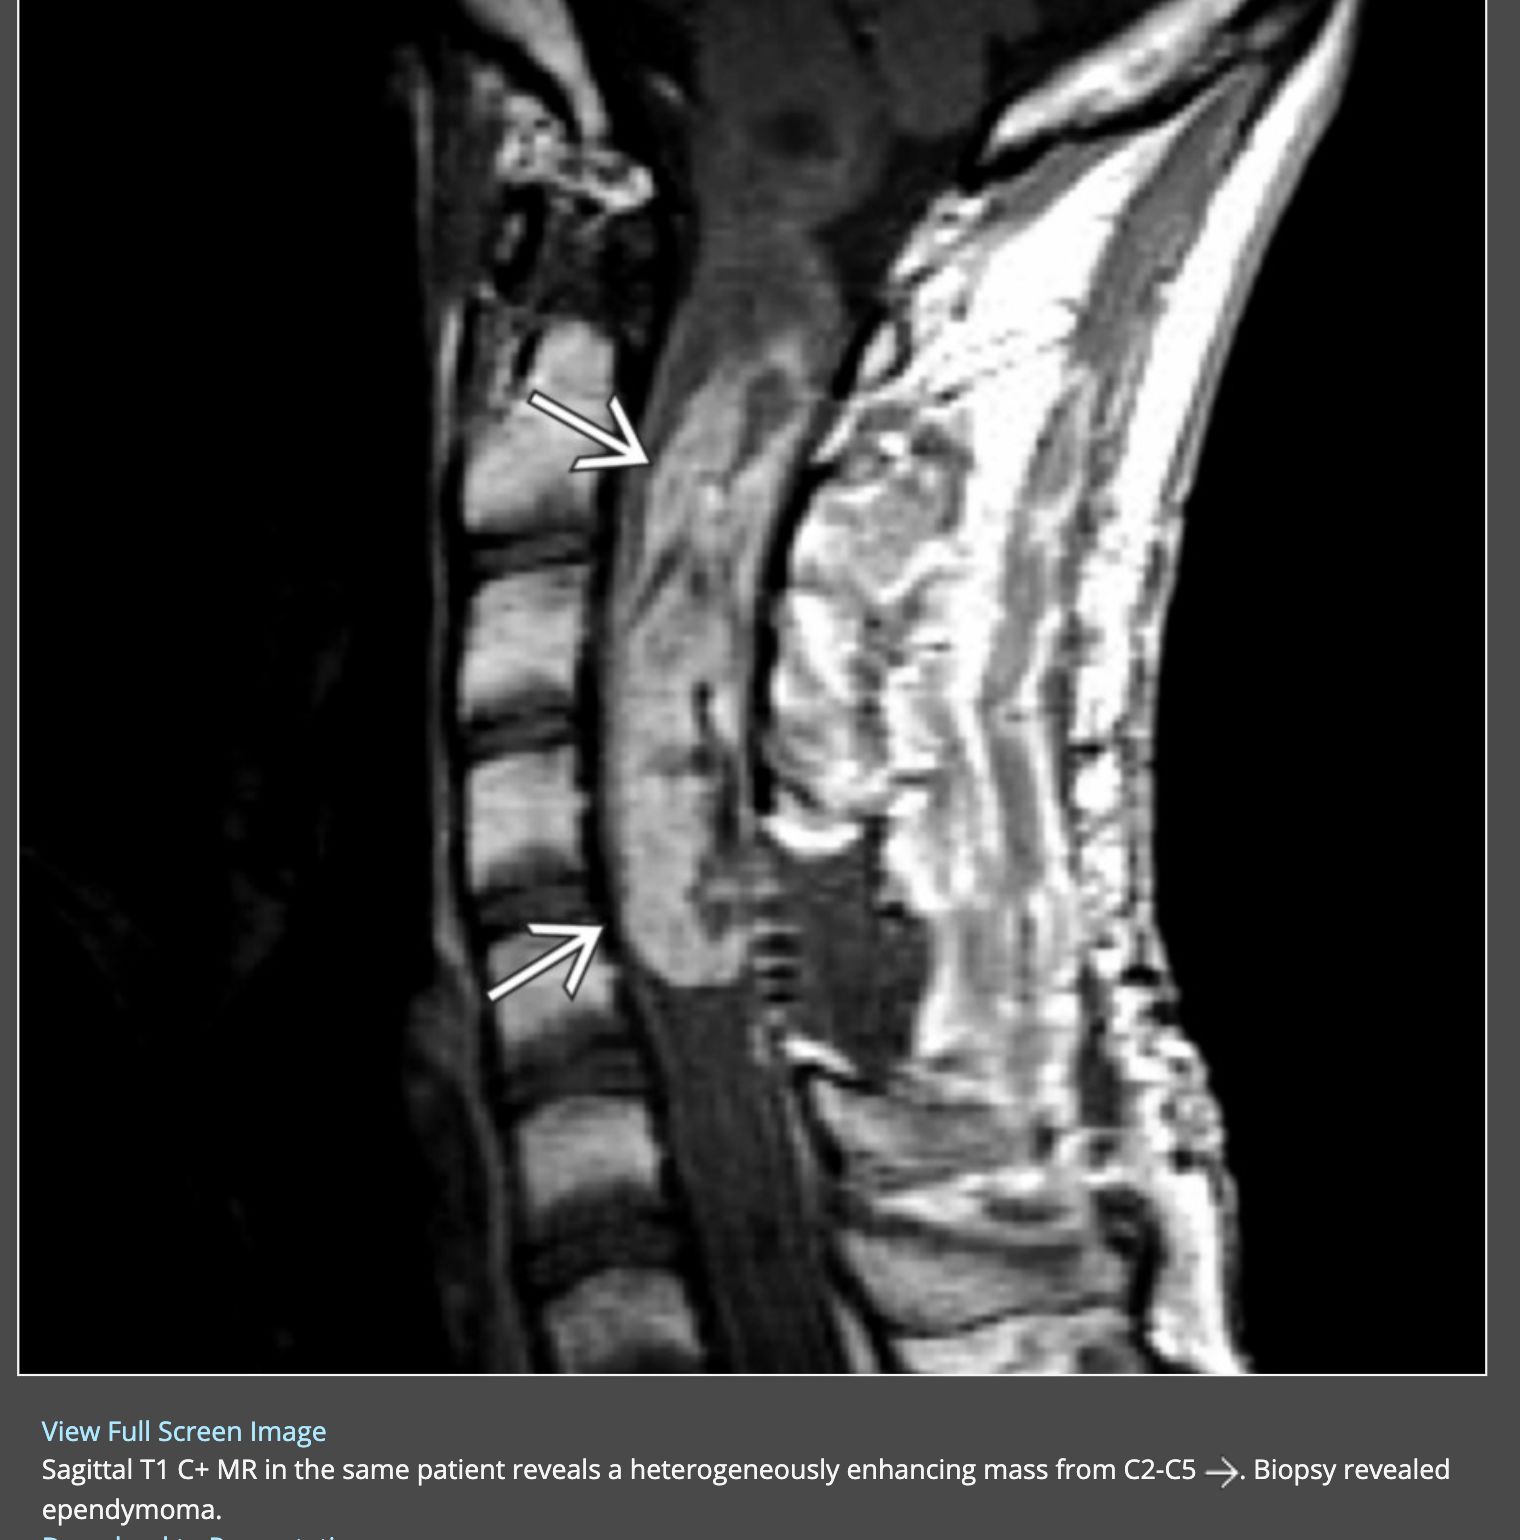 View Full Screen Image
Sagittal T1 C+ MR in the same patient reveals a heterogeneously enhancing mass from C2-C5 →. Biopsy revealed
ependymoma.